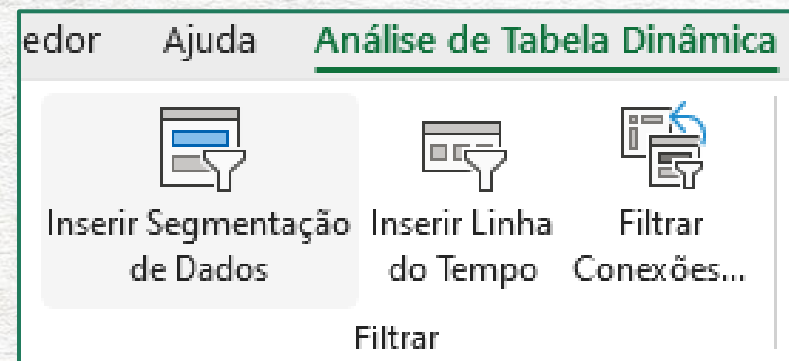 edor Ajuda Análise de Tabela Dinâmica
Inserir Segmentação de Dados
Inserir Linha do Tempo
Filtrar Conexões...
Filtrar